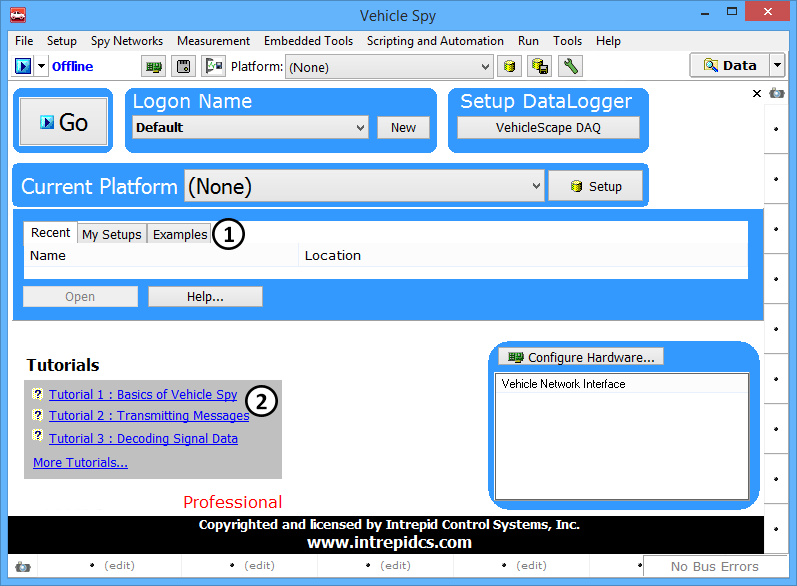 Vehicle Spy
File Setup Spy Networks Measurement Embedded Tools Scripting and Automation Run Tools Help
Offline Platform: (None) Data
Go
Logon Name
Default New
Setup DataLogger
VehicleScape DAQ
Current Platform (None) Setup
Recent My Setups Examples 1
Name Location
Open Help...
Tutorials
? Tutorial 1 : Basics of Vehicle Spy 2
? Tutorial 2 : Transmitting Messages
? Tutorial 3 : Decoding Signal Data
More Tutorials...
Configure Hardware...
Vehicle Network Interface
Professional
Copyrighted and licensed by Intrepid Control Systems, Inc.
www.intrepidcs.com
(edit) (edit) (edit) (edit) No Bus Errors